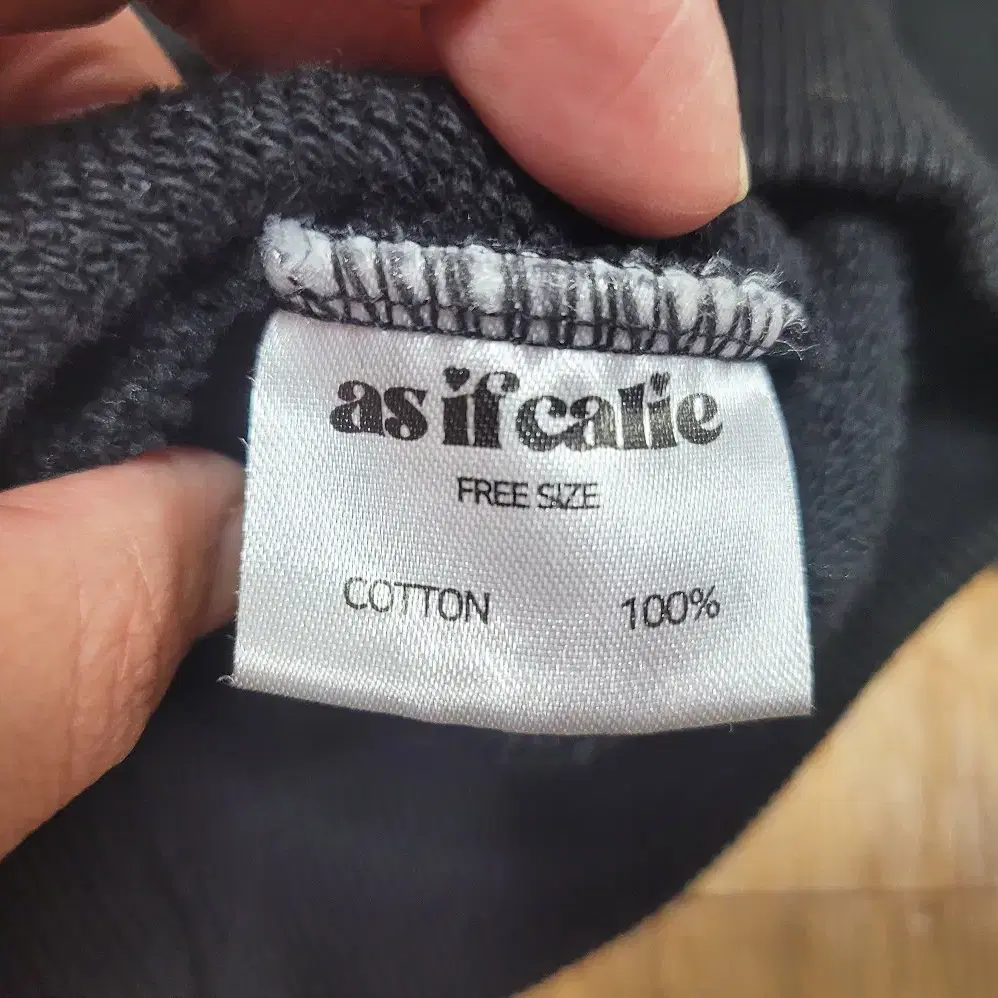 as if calie
FREE SIZE
COTTON 100%